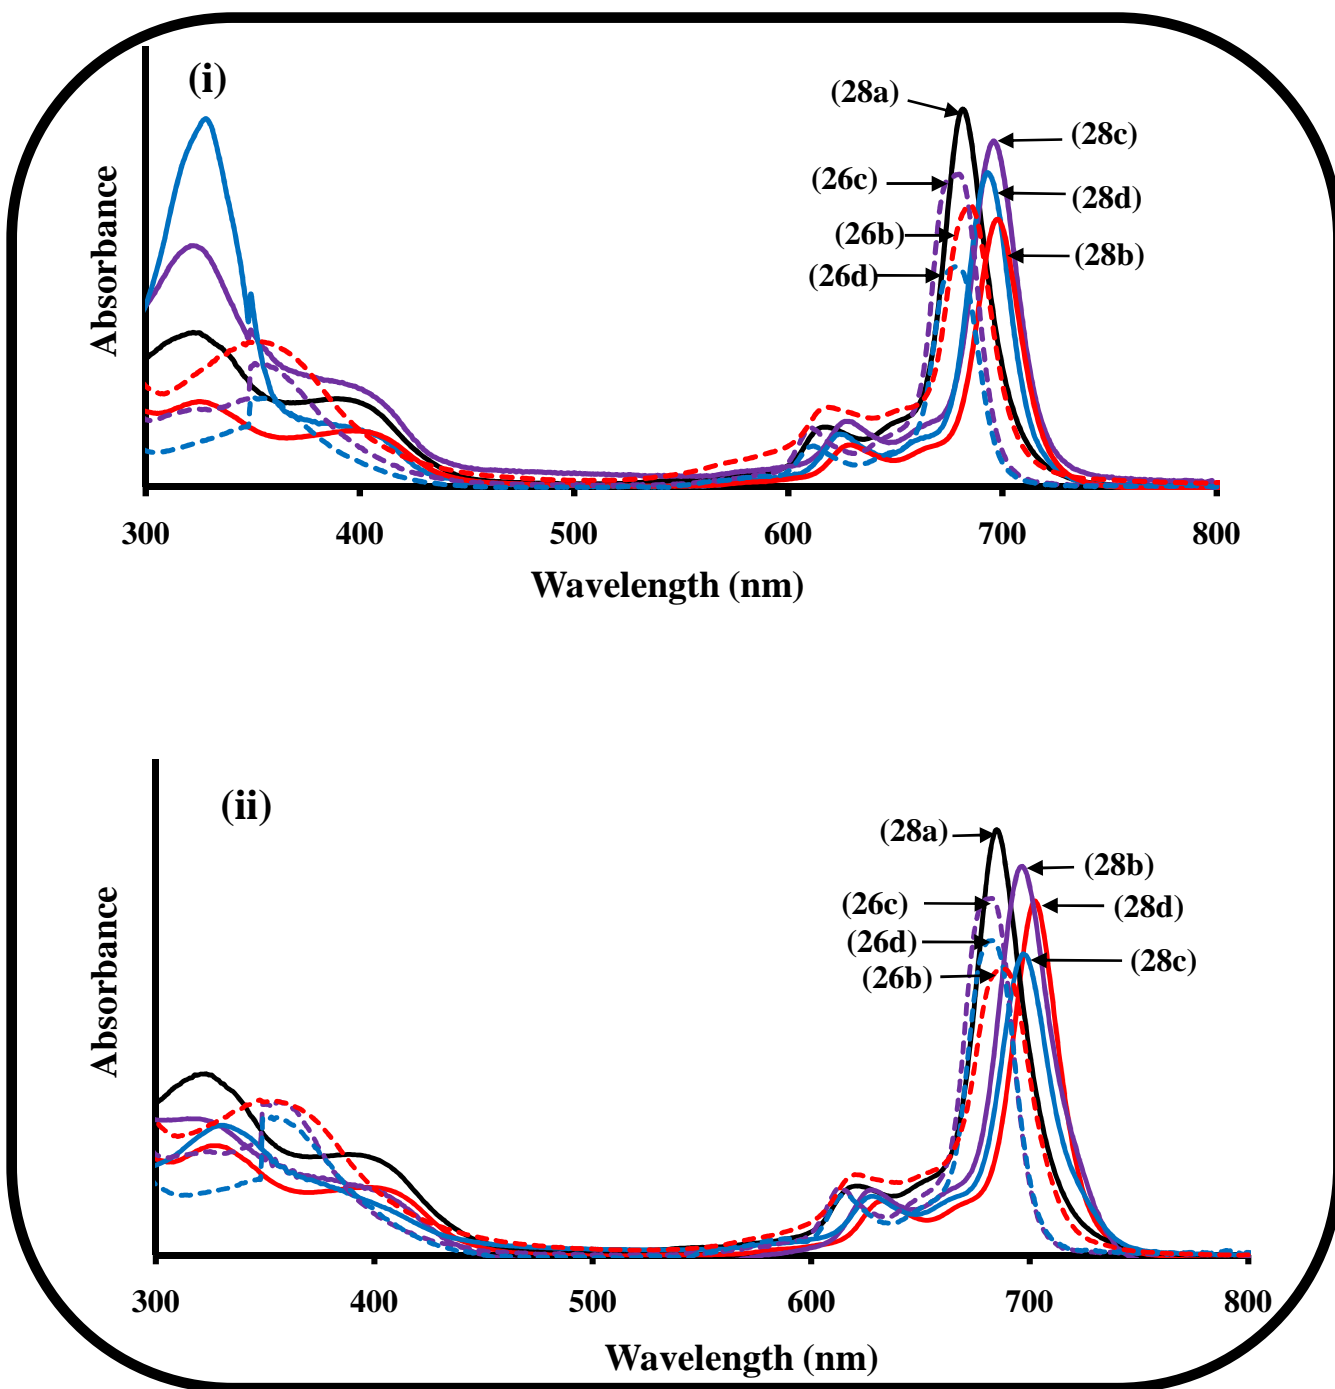 (i)
(28a)
(28c)
(26c)
(28d)
(26b)
(28b)
(26d)
Absorbance
300 400 500 600 700 800
Wavelength (nm)
(ii)
(28a)
(28b)
(26c)
(28d)
(26d)
(28c)
(26b)
Absorbance
300 400 500 600 700 800
Wavelength (nm)